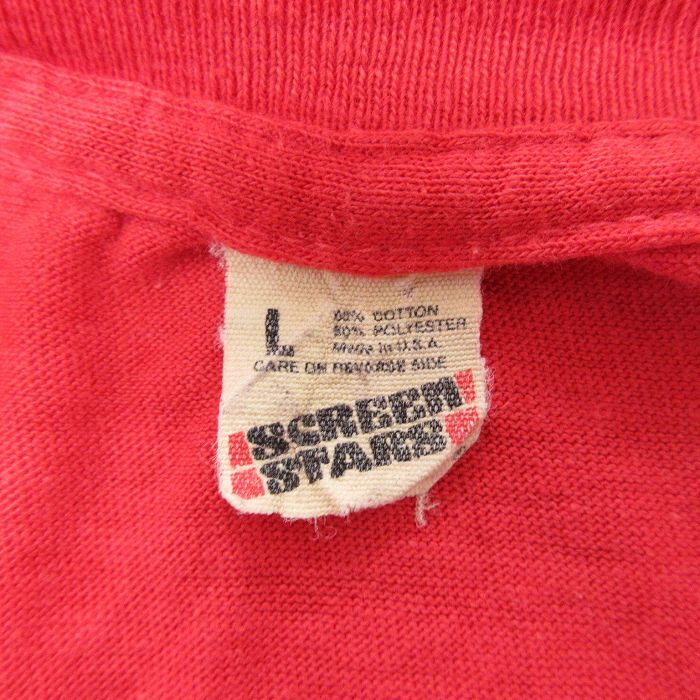 L
50% COTTON
50% POLYESTER
Made in U.S.A
CARE ON REVERSE SIDE
SCREEN
STARS